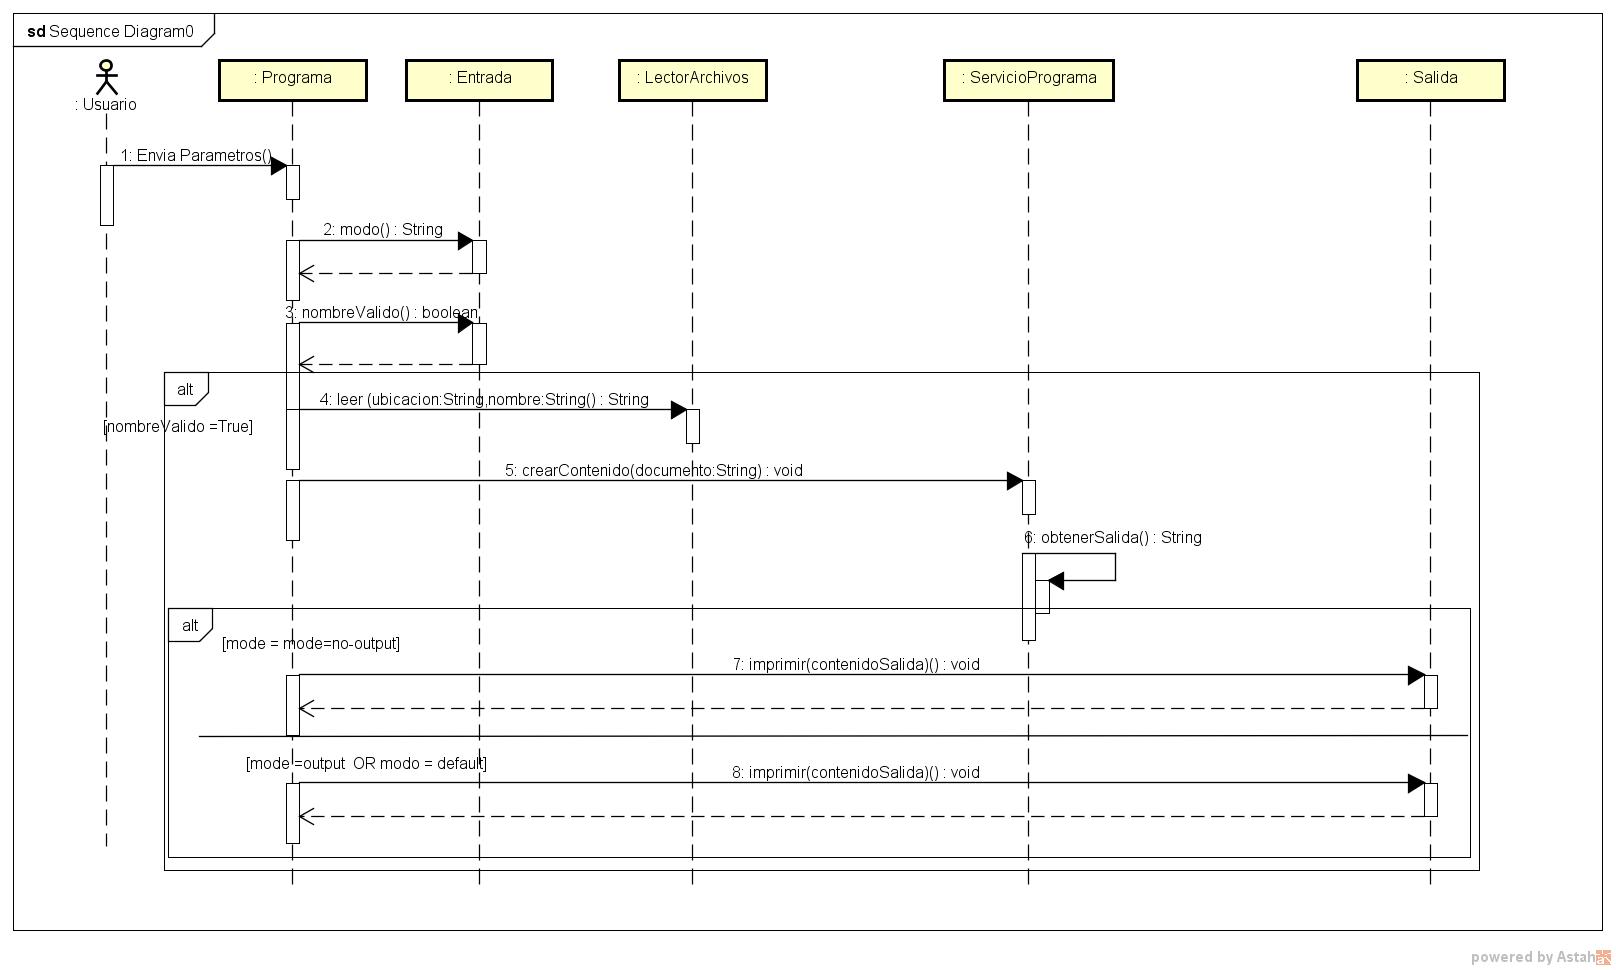 sd Sequence Diagram0
: Usuario
: Programa
: Entrada
: LectorArchivos
: ServicioPrograma
: Salida
1: Envia Parametros()
2: modo() : String
3: nombreValido() : boolean
alt
4: leer (ubicacion:String,nombre:String() : String
[nombreValido =True]
5: crearContenido(documento:String) : void
6: obtenerSalida() : String
alt
[mode = mode=no-output]
7: imprimir(contenidoSalida)() : void
[mode =output  OR modo = default]
8: imprimir(contenidoSalida)() : void
powered by Astah